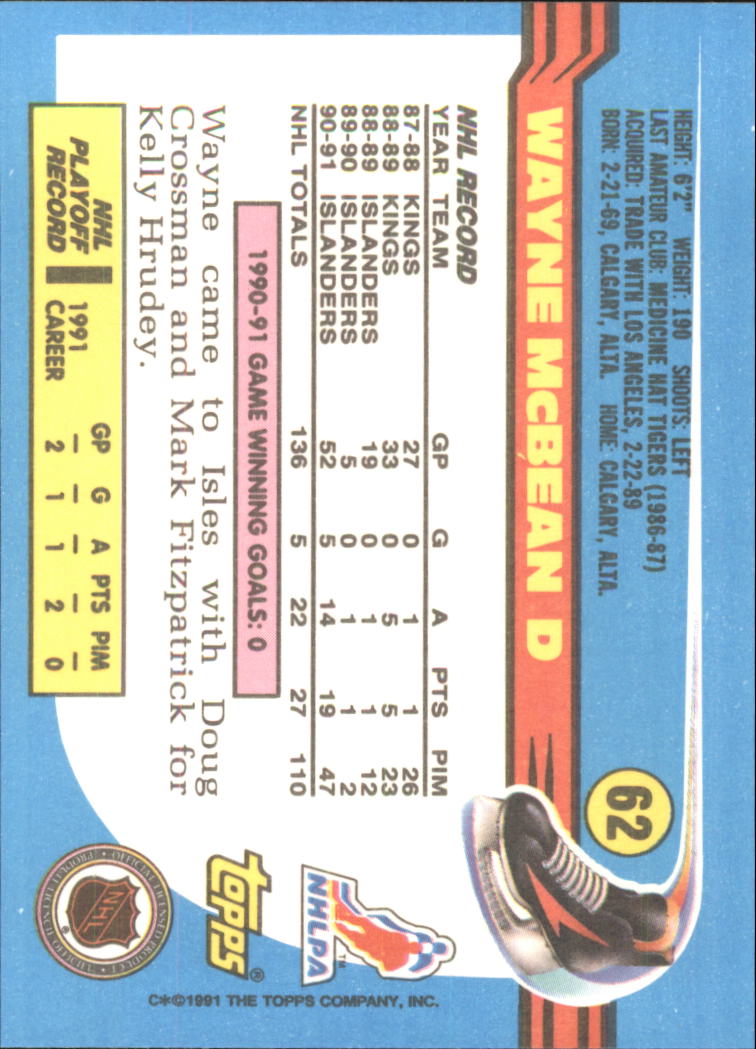 HEIGHT: 6'2" WEIGHT: 190 SHOOTS: LEFT
LAST AMATEUR CLUB: MEDICINE HAT TIGERS (1986-87)
ACQUIRED: TRADE WITH LOS ANGELES, 2-22-89
BORN: 2-21-69, CALGARY, ALTA. HOME: CALGARY, ALTA.
62
WAYNE McBEAN D
NHL RECORD
YEAR TEAM GP G A PTS PIM
87-88 KINGS 27 0 1 1 26
88-89 KINGS 33 0 5 5 23
88-89 ISLANDERS 19 0 1 1 12
89-90 ISLANDERS 5 0 1 1 2
90-91 ISLANDERS 52 5 14 19 47
NHL TOTALS 136 5 22 27 110
1990-91 GAME WINNING GOALS: 0
Wayne came to Isles with Doug
Crossman and Mark Fitzpatrick for
Kelly Hrudey.
NHL PLAYOFF RECORD
GP G A PTS PIM
1991 – – – – –
CAREER 2 1 1 2 0
NHLPA TM
TOPPS ®
OFFICIAL LICENSED PRODUCT •
NHL ®
C*©1991 THE TOPPS COMPANY, INC.